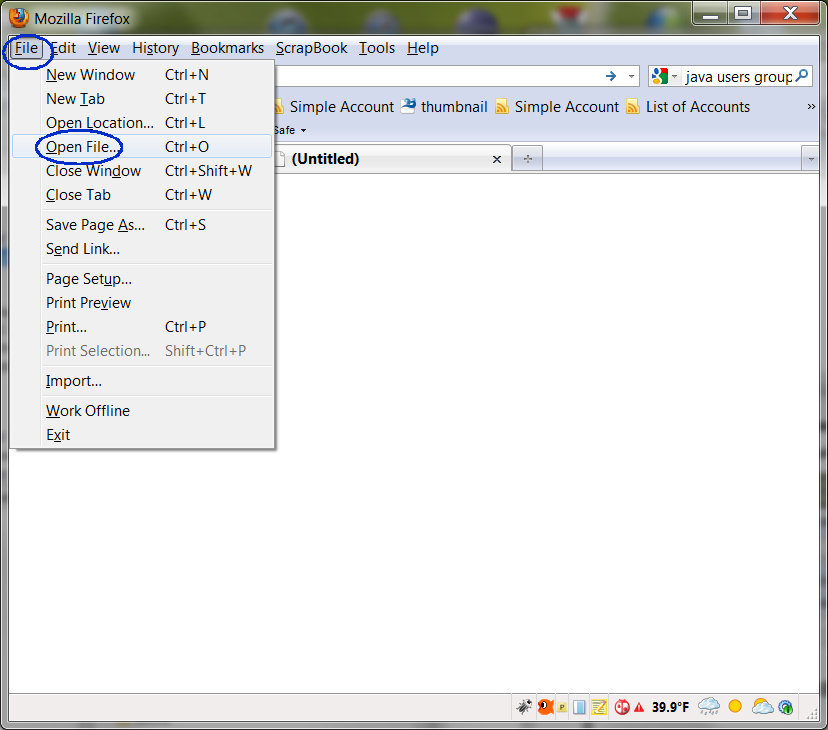 Mozilla Firefox
File Edit View History Bookmarks ScrapBook Tools Help
New Window Ctrl+N
java users group
New Tab Ctrl+T
Open Location... Ctrl+L
Simple Account thumbnail Simple Account List of Accounts »
Safe
Open File... Ctrl+O
(Untitled)
Close Window Ctrl+Shift+W
Close Tab Ctrl+W
Save Page As... Ctrl+S
Send Link...
Page Setup...
Print Preview
Print... Ctrl+P
Print Selection... Shift+Ctrl+P
Import...
Work Offline
Exit
P 39.9°F